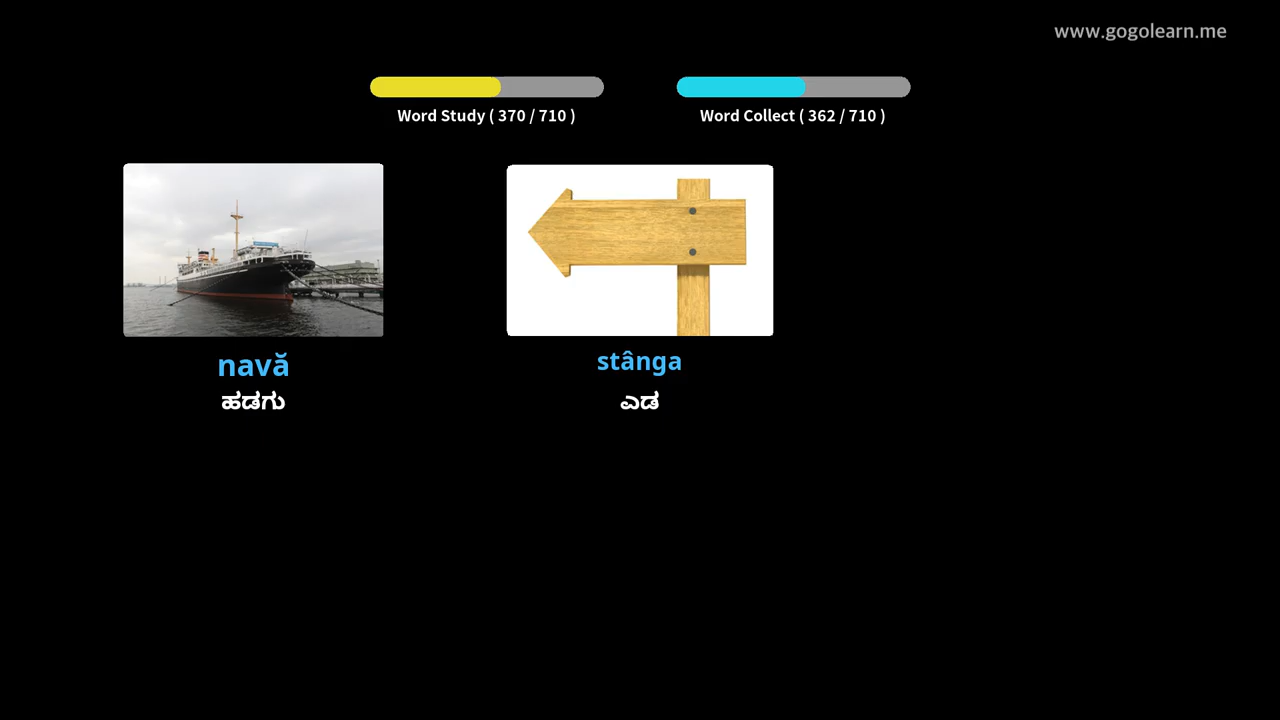 www.gogolearn.me
Word Study ( 370 / 710 )
Word Collect ( 362 / 710 )
navă
ಹಡಗು
stânga
ಎಡ